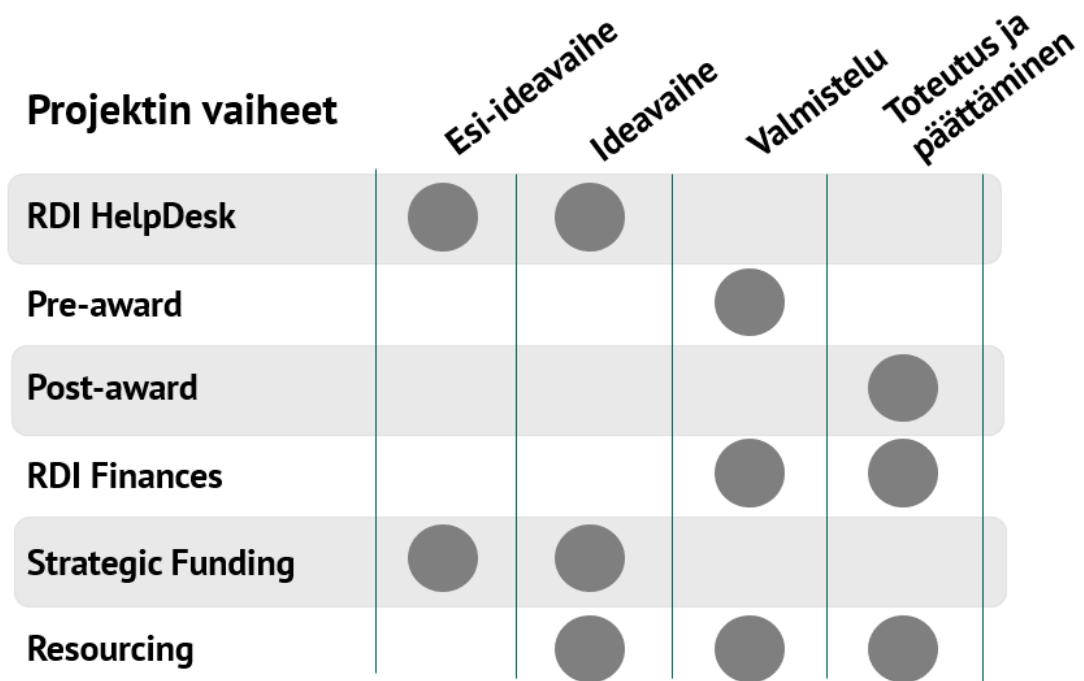 Projektin vaiheet
Esi-ideavaihe
Ideavaihe
Valmistelu
Toteutus ja
päättäminen
RDI HelpDesk
Pre-award
Post-award
RDI Finances
Strategic Funding
Resourcing